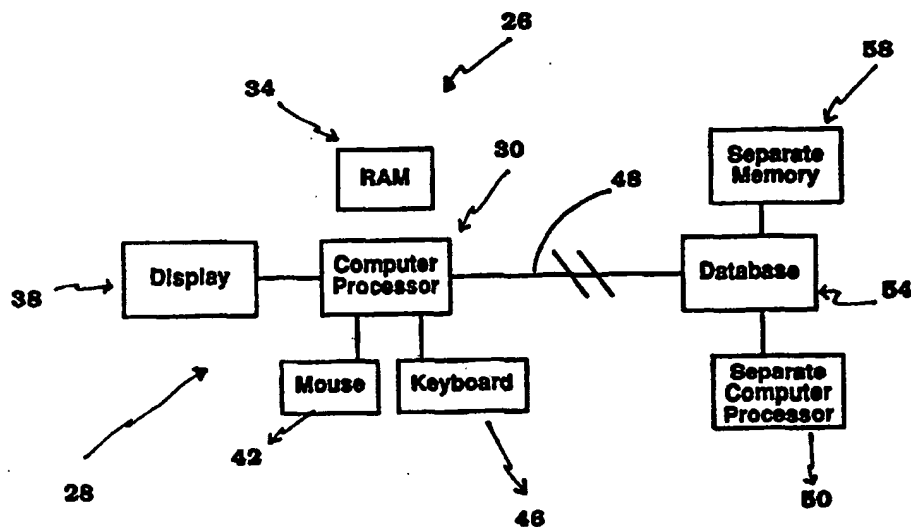 26
58
34
RAM
30
Separate
Memory
48
Display
Computer
Processor
Database
38
54
Mouse
Keyboard
Separate
Computer
Processor
42
28
46
50